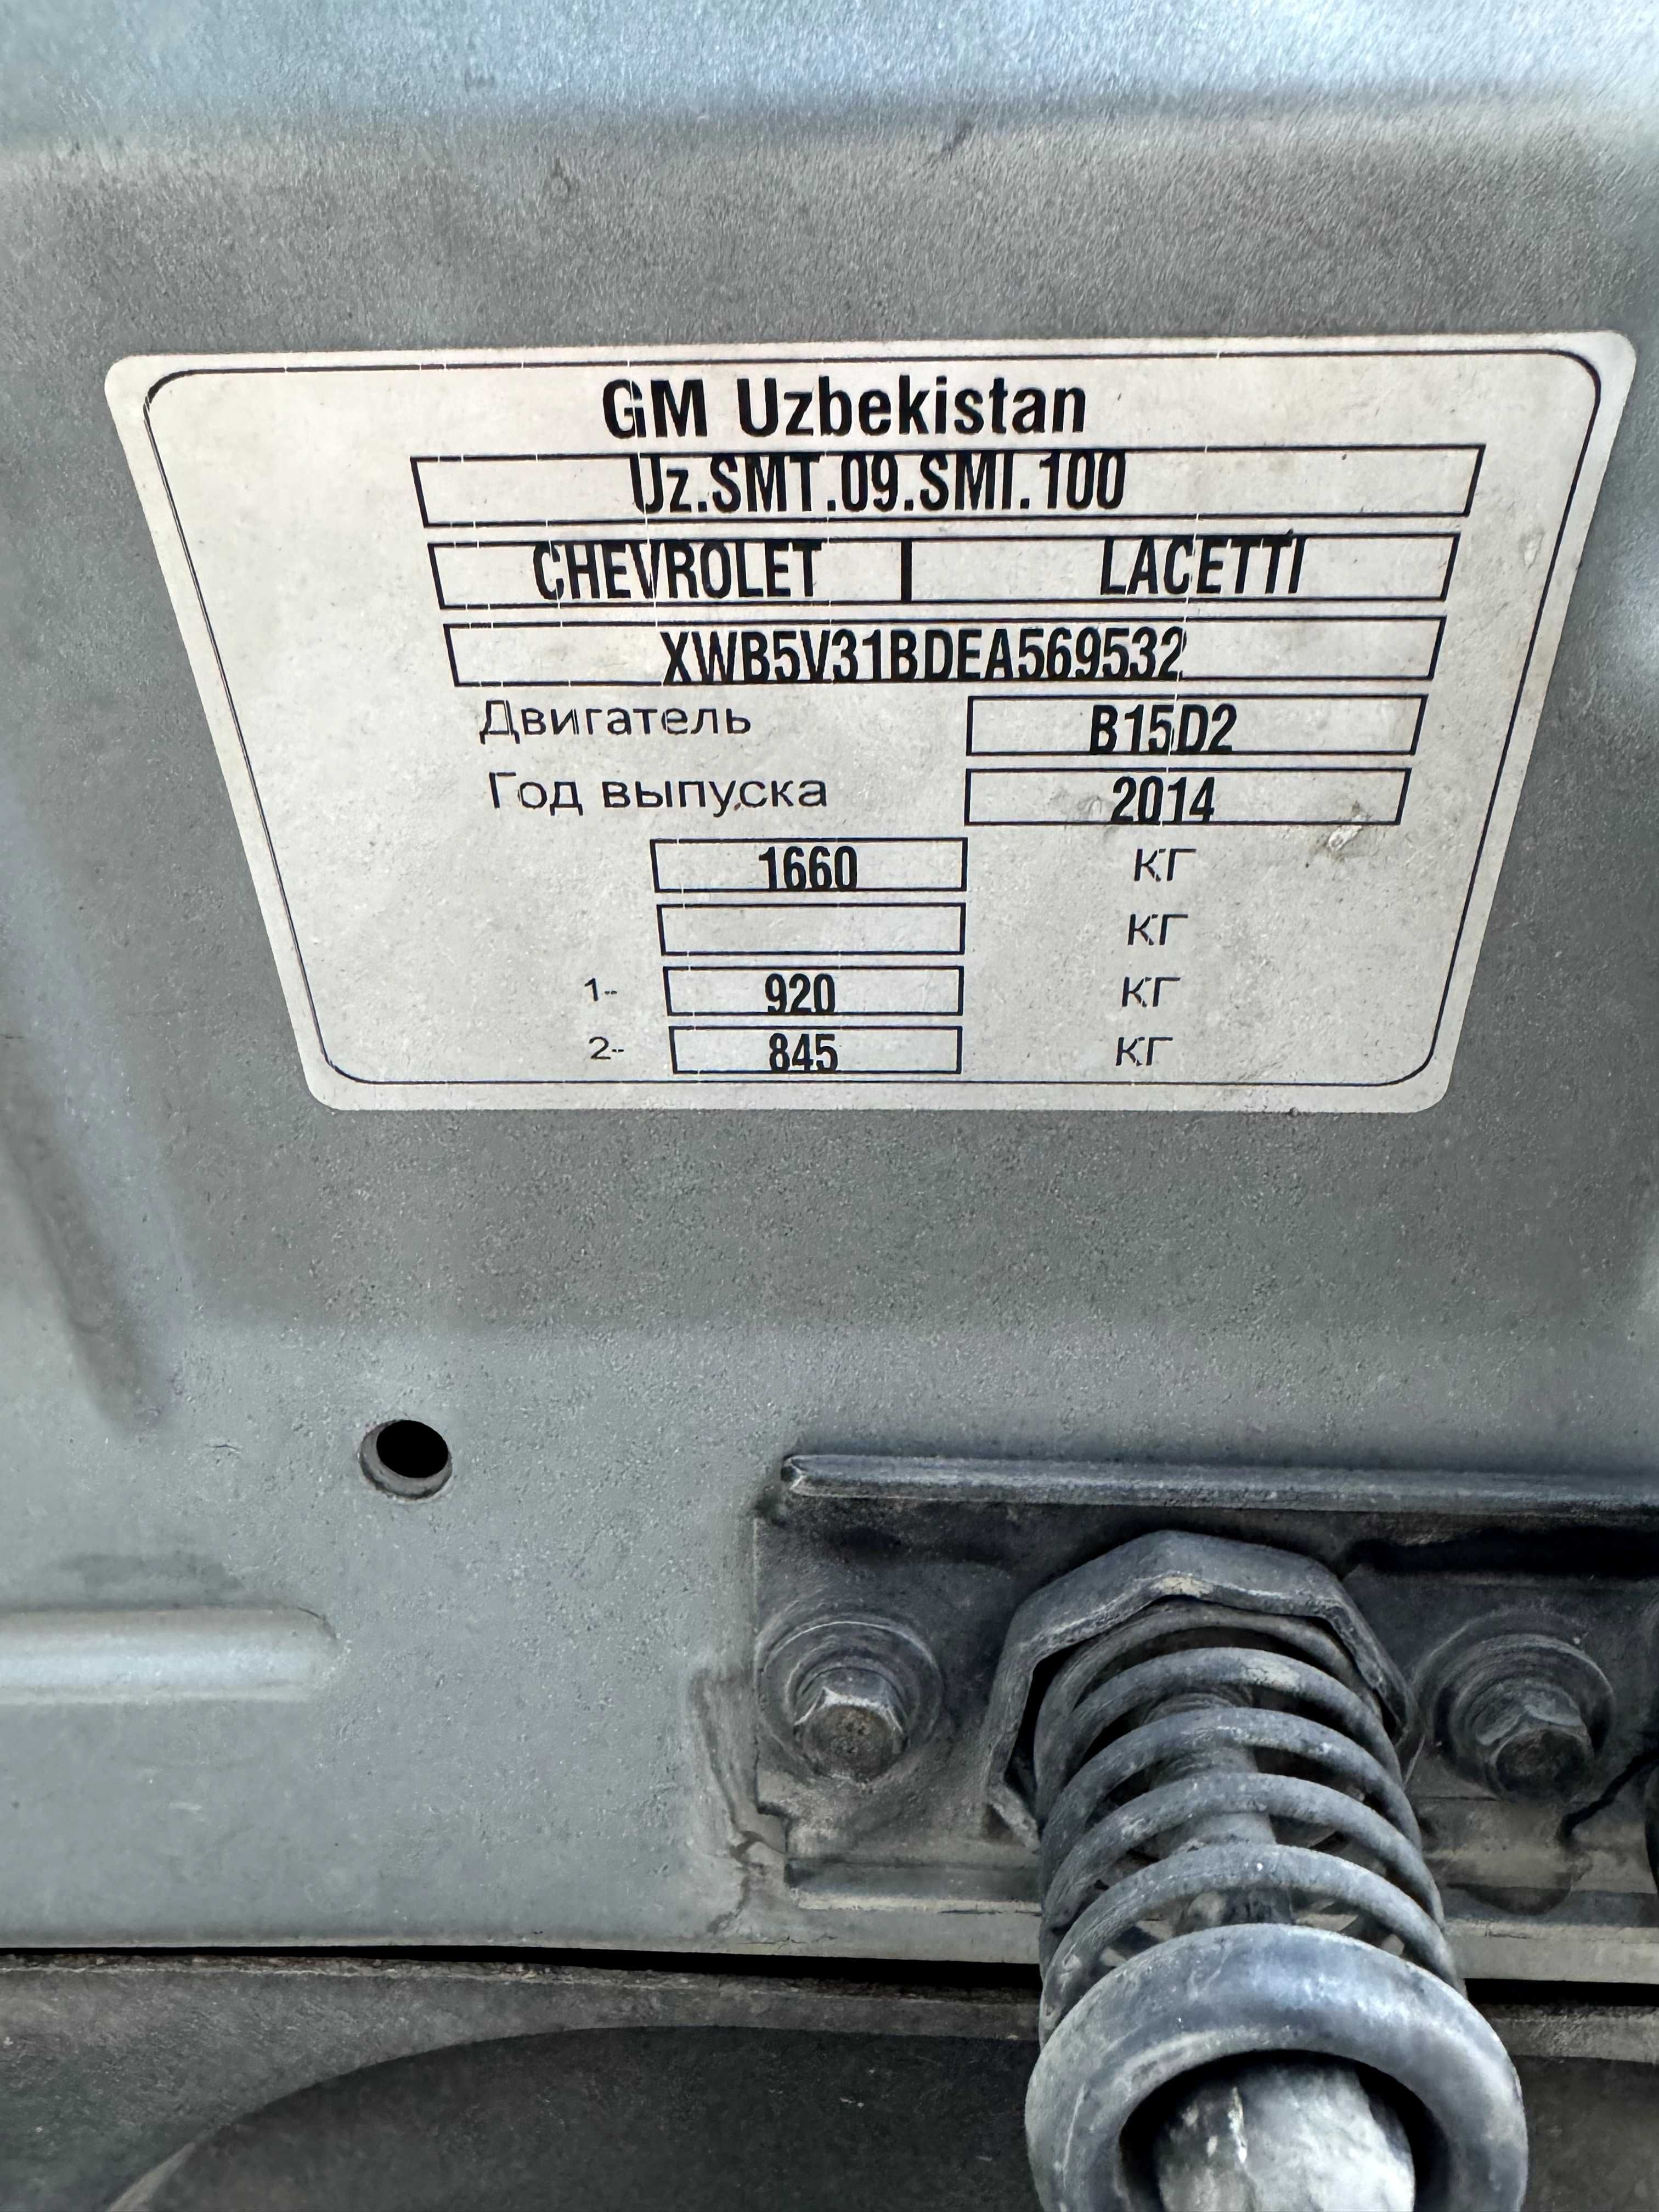 GM Uzbekistan
Uz.SMT.09.SMI.100
CHEVROLET LACETTI
XWB5V31BDEA569532
Двигатель B15D2
Год выпуска 2014
1660 КГ
КГ
1- 920 КГ
2- 845 КГ